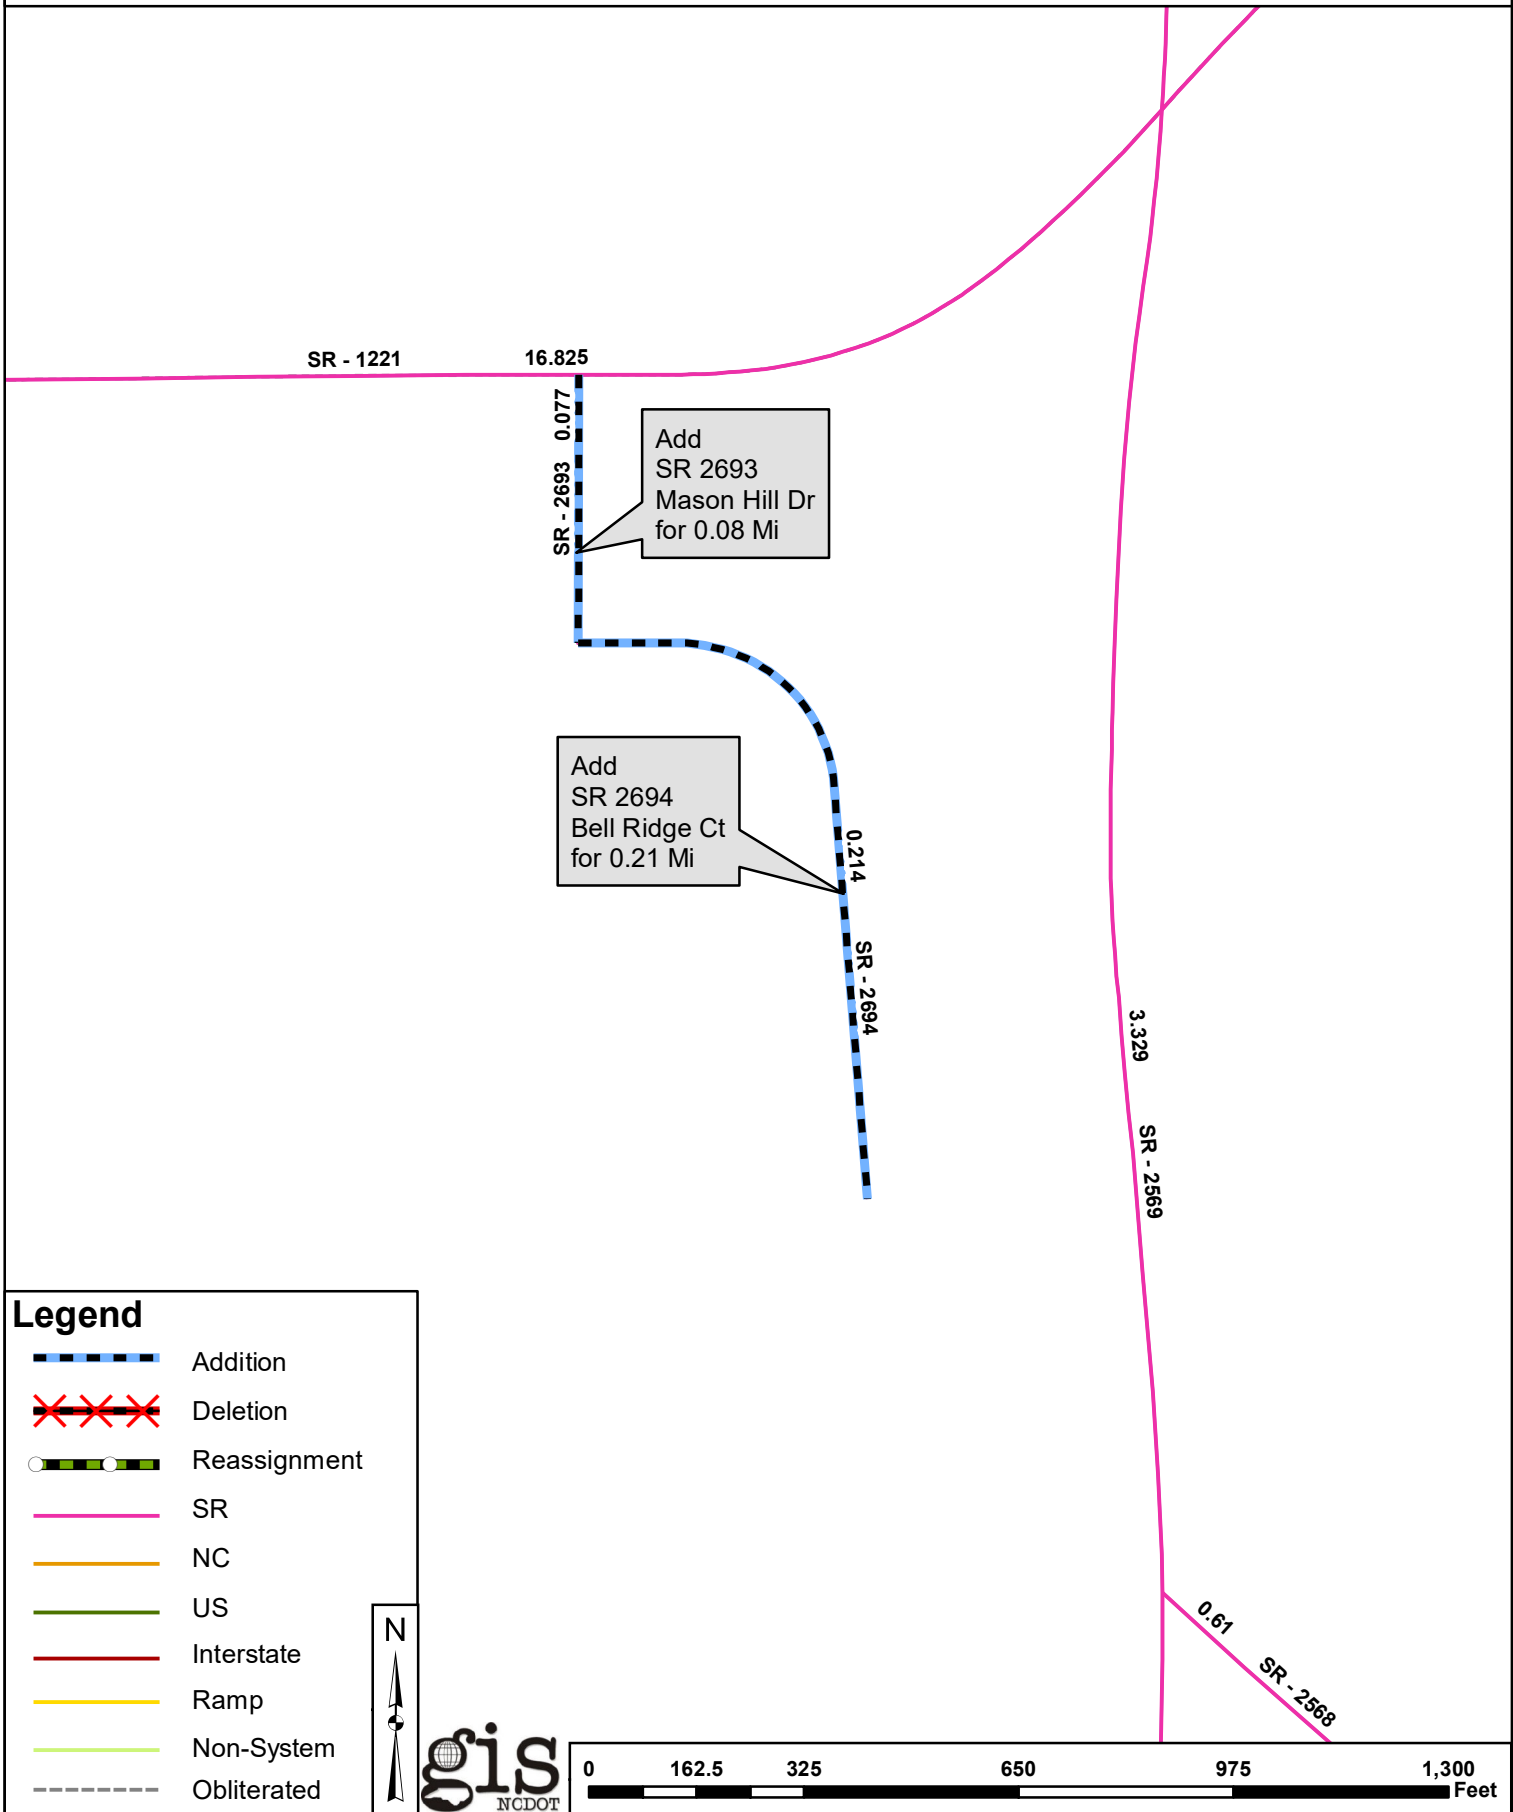 SR - 1221
16.825
0.077
SR - 2693
Add
SR 2693
Mason Hill Dr
for 0.08 Mi
Add
SR 2694
Bell Ridge Ct
for 0.21 Mi
0.214
SR - 2694
3.329
SR - 2569
0.61
SR - 2568
Legend
Addition
Deletion
Reassignment
SR
NC
US
Interstate
Ramp
Non-System
Obliterated
N
gis
NCDOT
0 162.5 325 650 975 1,300
Feet